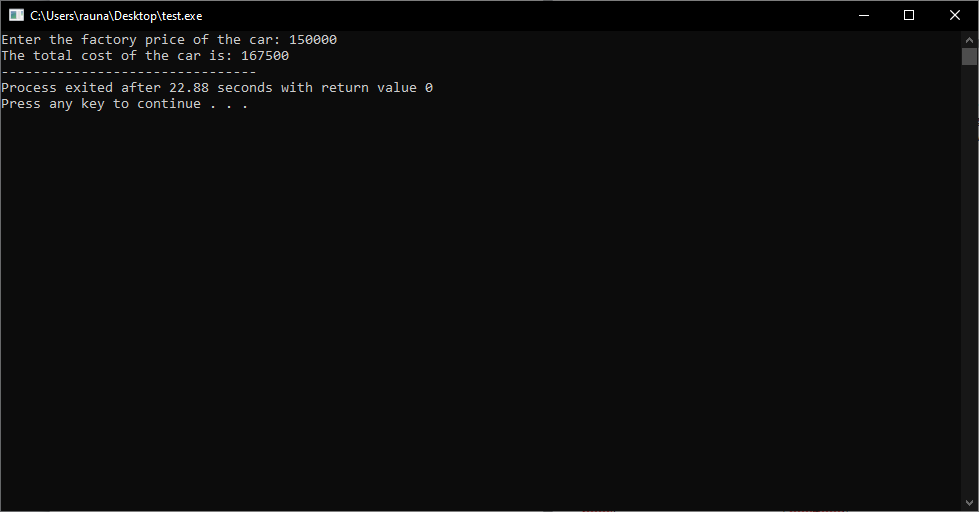 C:\Users\rauna\Desktop\test.exe
Enter the factory price of the car: 150000
The total cost of the car is: 167500
--------------------------------
Process exited after 22.88 seconds with return value 0
Press any key to continue . . .